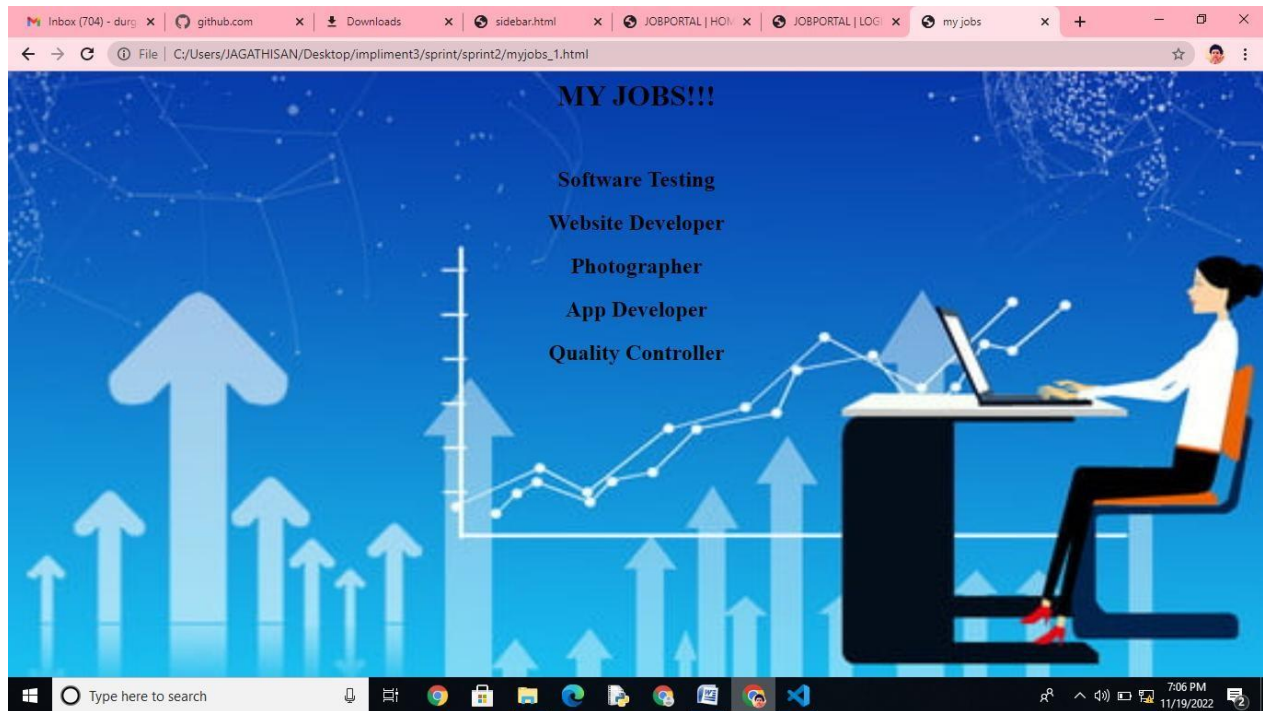 Inbox (704) - durg
github.com
Downloads
sidebar.html
JOBPORTAL | HOM
JOBPORTAL | LOGI
my jobs
File | C:/Users/JAGATHISAN/Desktop/impliment3/sprint/sprint2/myjobs_1.html
MY JOBS!!!
Software Testing
Website Developer
Photographer
App Developer
Quality Controller
Type here to search
7:06 PM
11/19/2022
2